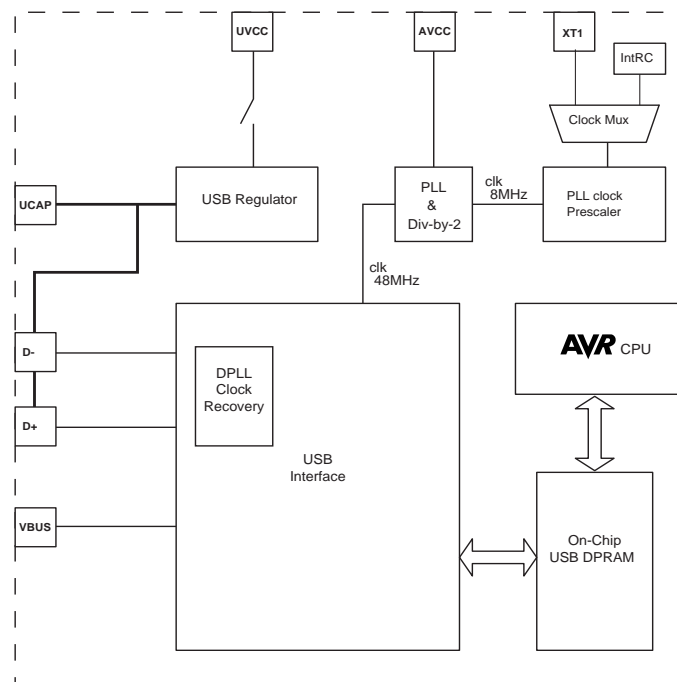 UVCC
AVCC
XT1
IntRC
Clock Mux
UCAP
USB Regulator
PLL
&
Div-by-2
clk
8MHz
PLL clock
Prescaler
clk
48MHz
D-
D+
VBUS
DPLL
Clock
Recovery
USB
Interface
AVR CPU
On-Chip
USB DPRAM